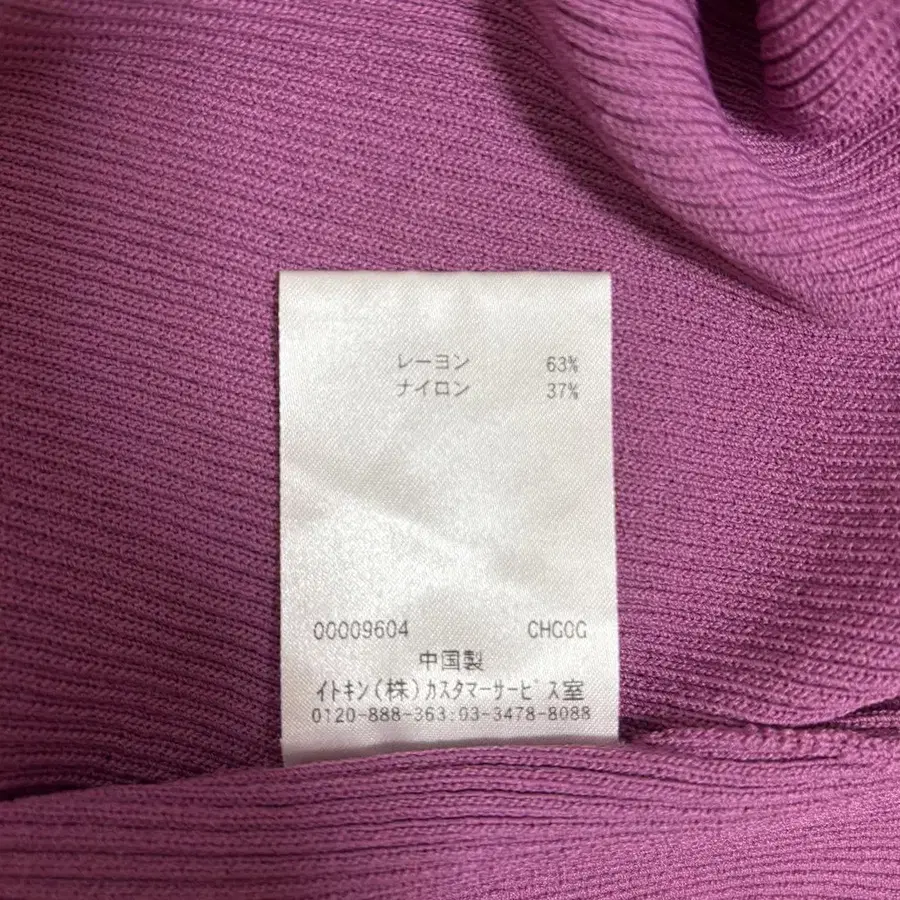 レーヨン 63%
ナイロン 37%
00009604 CHG0G
中国製
イトキン(株)カスタマーサービス室
0120-888-363:03-3478-8088